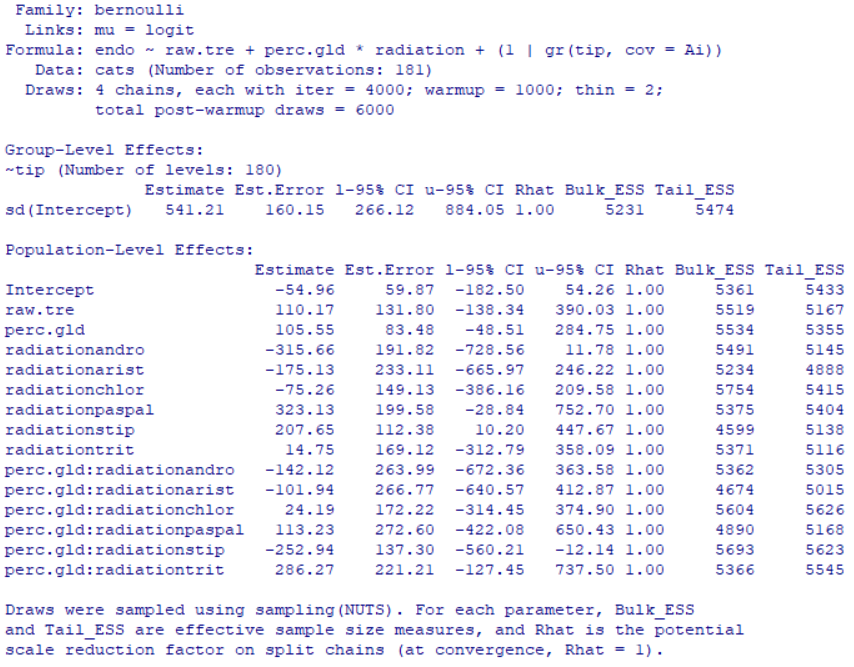 Family: bernoulli
Links: mu = logit
Formula: endo ~ raw.tre + perc.gld * radiation + (1 | gr(tip, cov = Ai))
Data: cats (Number of observations: 181)
Draws: 4 chains, each with iter = 4000; warmup = 1000; thin = 2;
total post-warmup draws = 6000
Group-Level Effects:
~tip (Number of levels: 180)
Estimate Est.Error l-95% CI u-95% CI Rhat Bulk_ESS Tail_ESS
sd(Intercept) 541.21 160.15 266.12 884.05 1.00 5231 5474
Population-Level Effects:
Estimate Est.Error l-95% CI u-95% CI Rhat Bulk_ESS Tail_ESS
Intercept -54.96 59.87 -182.50 54.26 1.00 5361 5433
raw.tre 110.17 131.80 -138.34 390.03 1.00 5519 5167
perc.gld 105.55 83.48 -48.51 284.75 1.00 5534 5355
radiationandro -315.66 191.82 -728.56 11.78 1.00 5491 5145
radiationarist -175.13 233.11 -665.97 246.22 1.00 5234 4888
radiationchlor -75.26 149.13 -386.16 209.58 1.00 5754 5415
radiationpaspal 323.13 199.58 -28.84 752.70 1.00 5375 5404
radiationstip 207.65 112.38 10.20 447.67 1.00 4599 5138
radiationtrit 14.75 169.12 -312.79 358.09 1.00 5371 5116
perc.gld:radiationandro -142.12 263.99 -672.36 363.58 1.00 5362 5305
perc.gld:radiationarist -101.94 266.77 -640.57 412.87 1.00 4674 5015
perc.gld:radiationchlor 24.19 172.22 -314.45 374.90 1.00 5604 5626
perc.gld:radiationpaspal 113.23 272.60 -422.08 650.43 1.00 4890 5168
perc.gld:radiationstip -252.94 137.30 -560.21 -12.14 1.00 5693 5623
perc.gld:radiationtrit 286.27 221.21 -127.45 737.50 1.00 5366 5545
Draws were sampled using sampling(NUTS). For each parameter, Bulk_ESS
and Tail_ESS are effective sample size measures, and Rhat is the potential
scale reduction factor on split chains (at convergence, Rhat = 1).